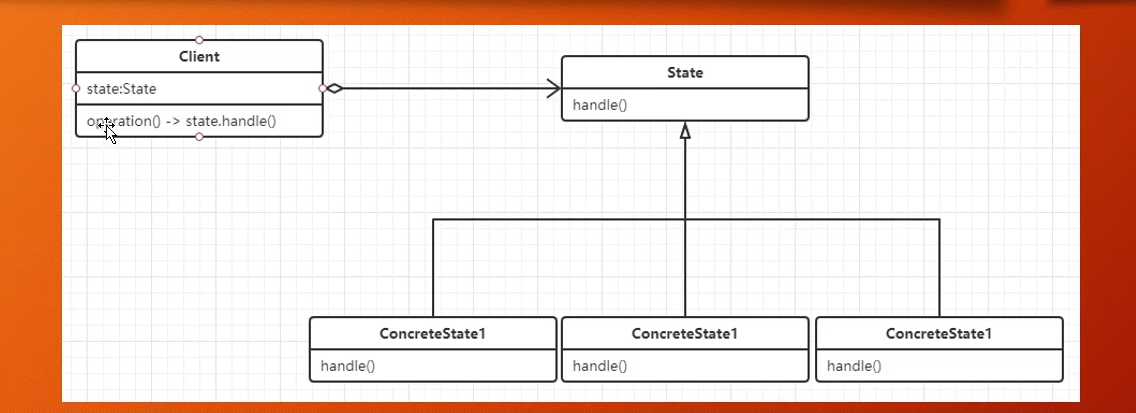 Client
state:State
operation() -> state.handle()
State
handle()
ConcreteState1
handle()
ConcreteState1
handle()
ConcreteState1
handle()